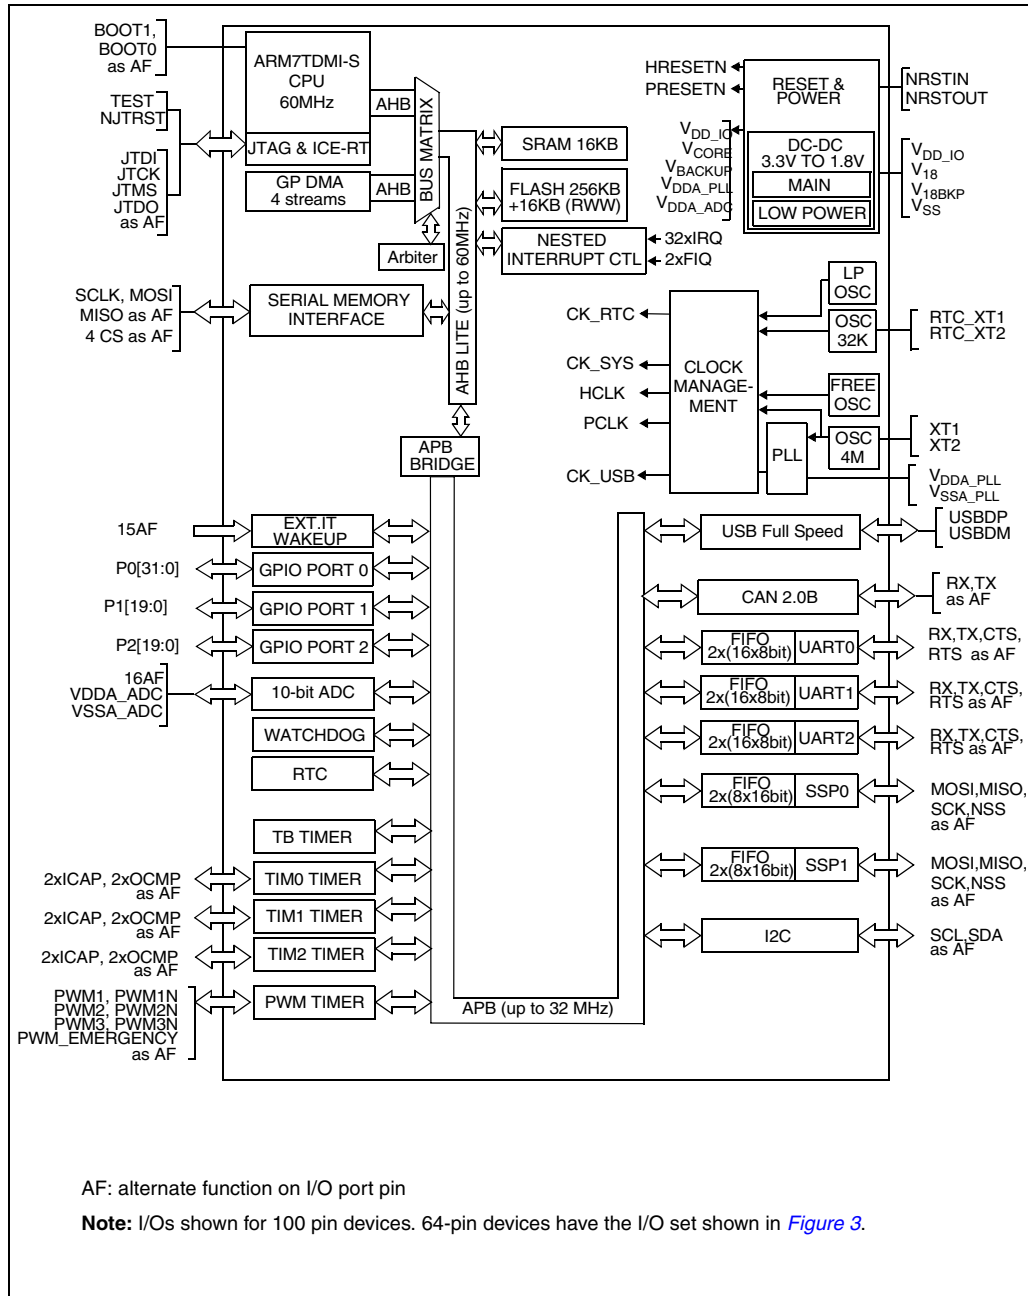 BOOT1,
BOOT0
as AF
TEST
NJTRST
JTDI
JTCK
JTMS
JTDO
as AF
ARM7TDMI-S
CPU
60MHz
JTAG & ICE-RT
GP DMA
4 streams
AHB
AHB
BUS MATRIX
Arbiter
AHB LITE (up to 60MHz)
SRAM 16KB
FLASH 256KB
+16KB (RWW)
NESTED
INTERRUPT CTL
32xIRQ
2xFIQ
HRESETN
PRESETN
VDD_IO
VCORE
VBACKUP
VDDA_PLL
VDDA_ADC
RESET &
POWER
DC-DC
3.3V TO 1.8V
MAIN
LOW POWER
NRSTIN
NRSTOUT
VDD_IO
V18
V18BKP
VSS
SCLK, MOSI
MISO as AF
4 CS as AF
SERIAL MEMORY
INTERFACE
CK_RTC
CK_SYS
HCLK
PCLK
CK_USB
CLOCK
MANAGE-
MENT
LP
OSC
OSC
32K
FREE
OSC
OSC
4M
PLL
RTC_XT1
RTC_XT2
XT1
XT2
VDDA_PLL
VSSA_PLL
APB
BRIDGE
15AF
EXT.IT
WAKEUP
P0[31:0]
GPIO PORT 0
P1[19:0]
GPIO PORT 1
P2[19:0]
GPIO PORT 2
16AF
VDDA_ADC
VSSA_ADC
10-bit ADC
WATCHDOG
RTC
TB TIMER
2xICAP, 2xOCMP
as AF
TIM0 TIMER
2xICAP, 2xOCMP
as AF
TIM1 TIMER
2xICAP, 2xOCMP
as AF
TIM2 TIMER
PWM1, PWM1N
PWM2, PWM2N
PWM3, PWM3N
PWM_EMERGENCY
as AF
PWM TIMER
APB (up to 32 MHz)
USB Full Speed
USBDP
USBDM
CAN 2.0B
RX,TX
as AF
FIFO
2x(16x8bit)
UART0
RX,TX,CTS,
RTS as AF
FIFO
2x(16x8bit)
UART1
RX,TX,CTS,
RTS as AF
FIFO
2x(16x8bit)
UART2
RX,TX,CTS,
RTS as AF
FIFO
2x(8x16bit)
SSP0
MOSI,MISO,
SCK,NSS
as AF
FIFO
2x(8x16bit)
SSP1
MOSI,MISO,
SCK,NSS
as AF
I2C
SCL,SDA
as AF
AF: alternate function on I/O port pin
Note: I/Os shown for 100 pin devices. 64-pin devices have the I/O set shown in Figure 3.